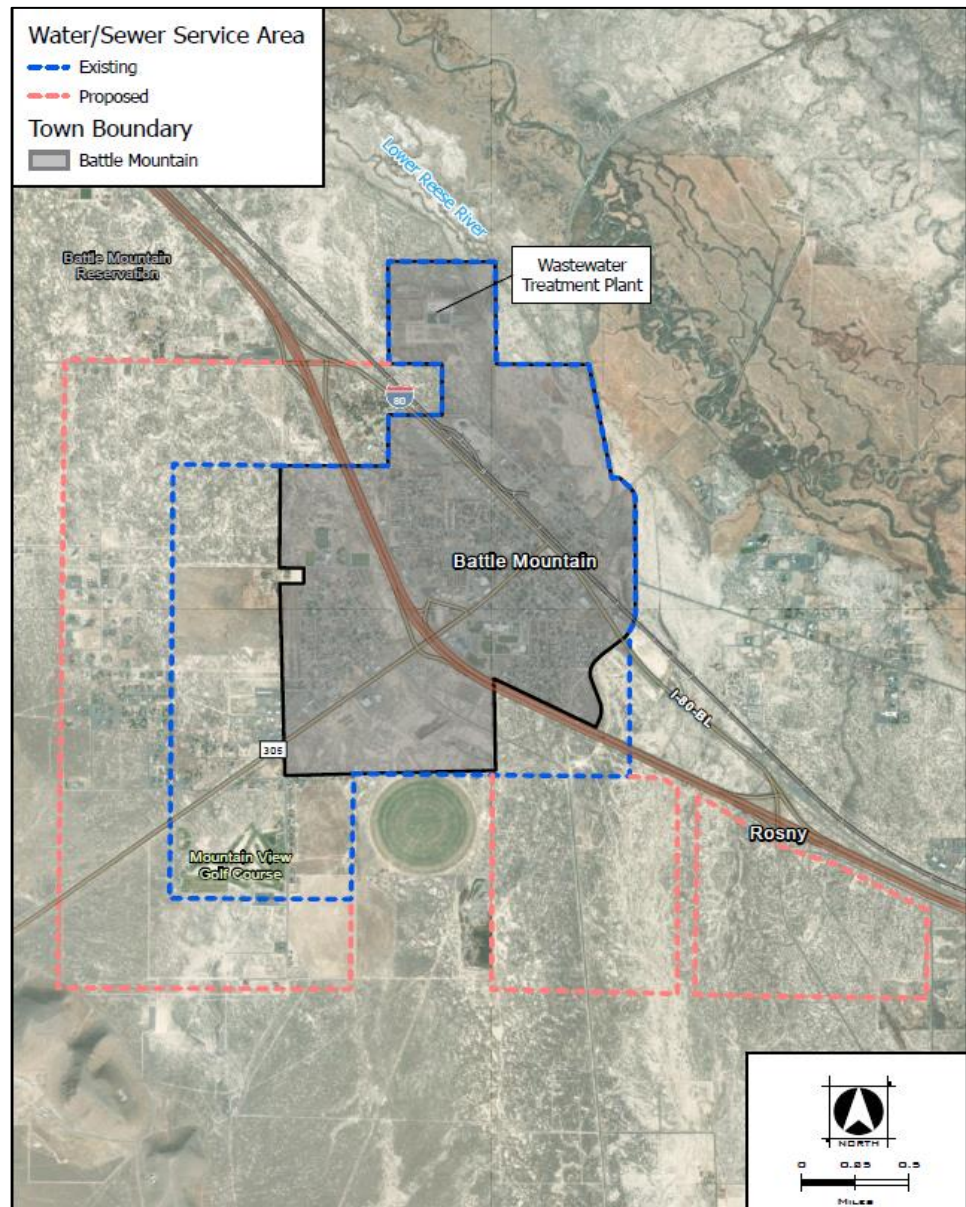 Water/Sewer Service Area
Existing
Proposed
Town Boundary
Battle Mountain
Lower Reese River
Battle Mountain
Reservation
Wastewater
Treatment Plant
80
Battle Mountain
I-80-BL
305
Rosny
Mountain View
Golf Course
NORTH
0 0.25 0.5
MILES